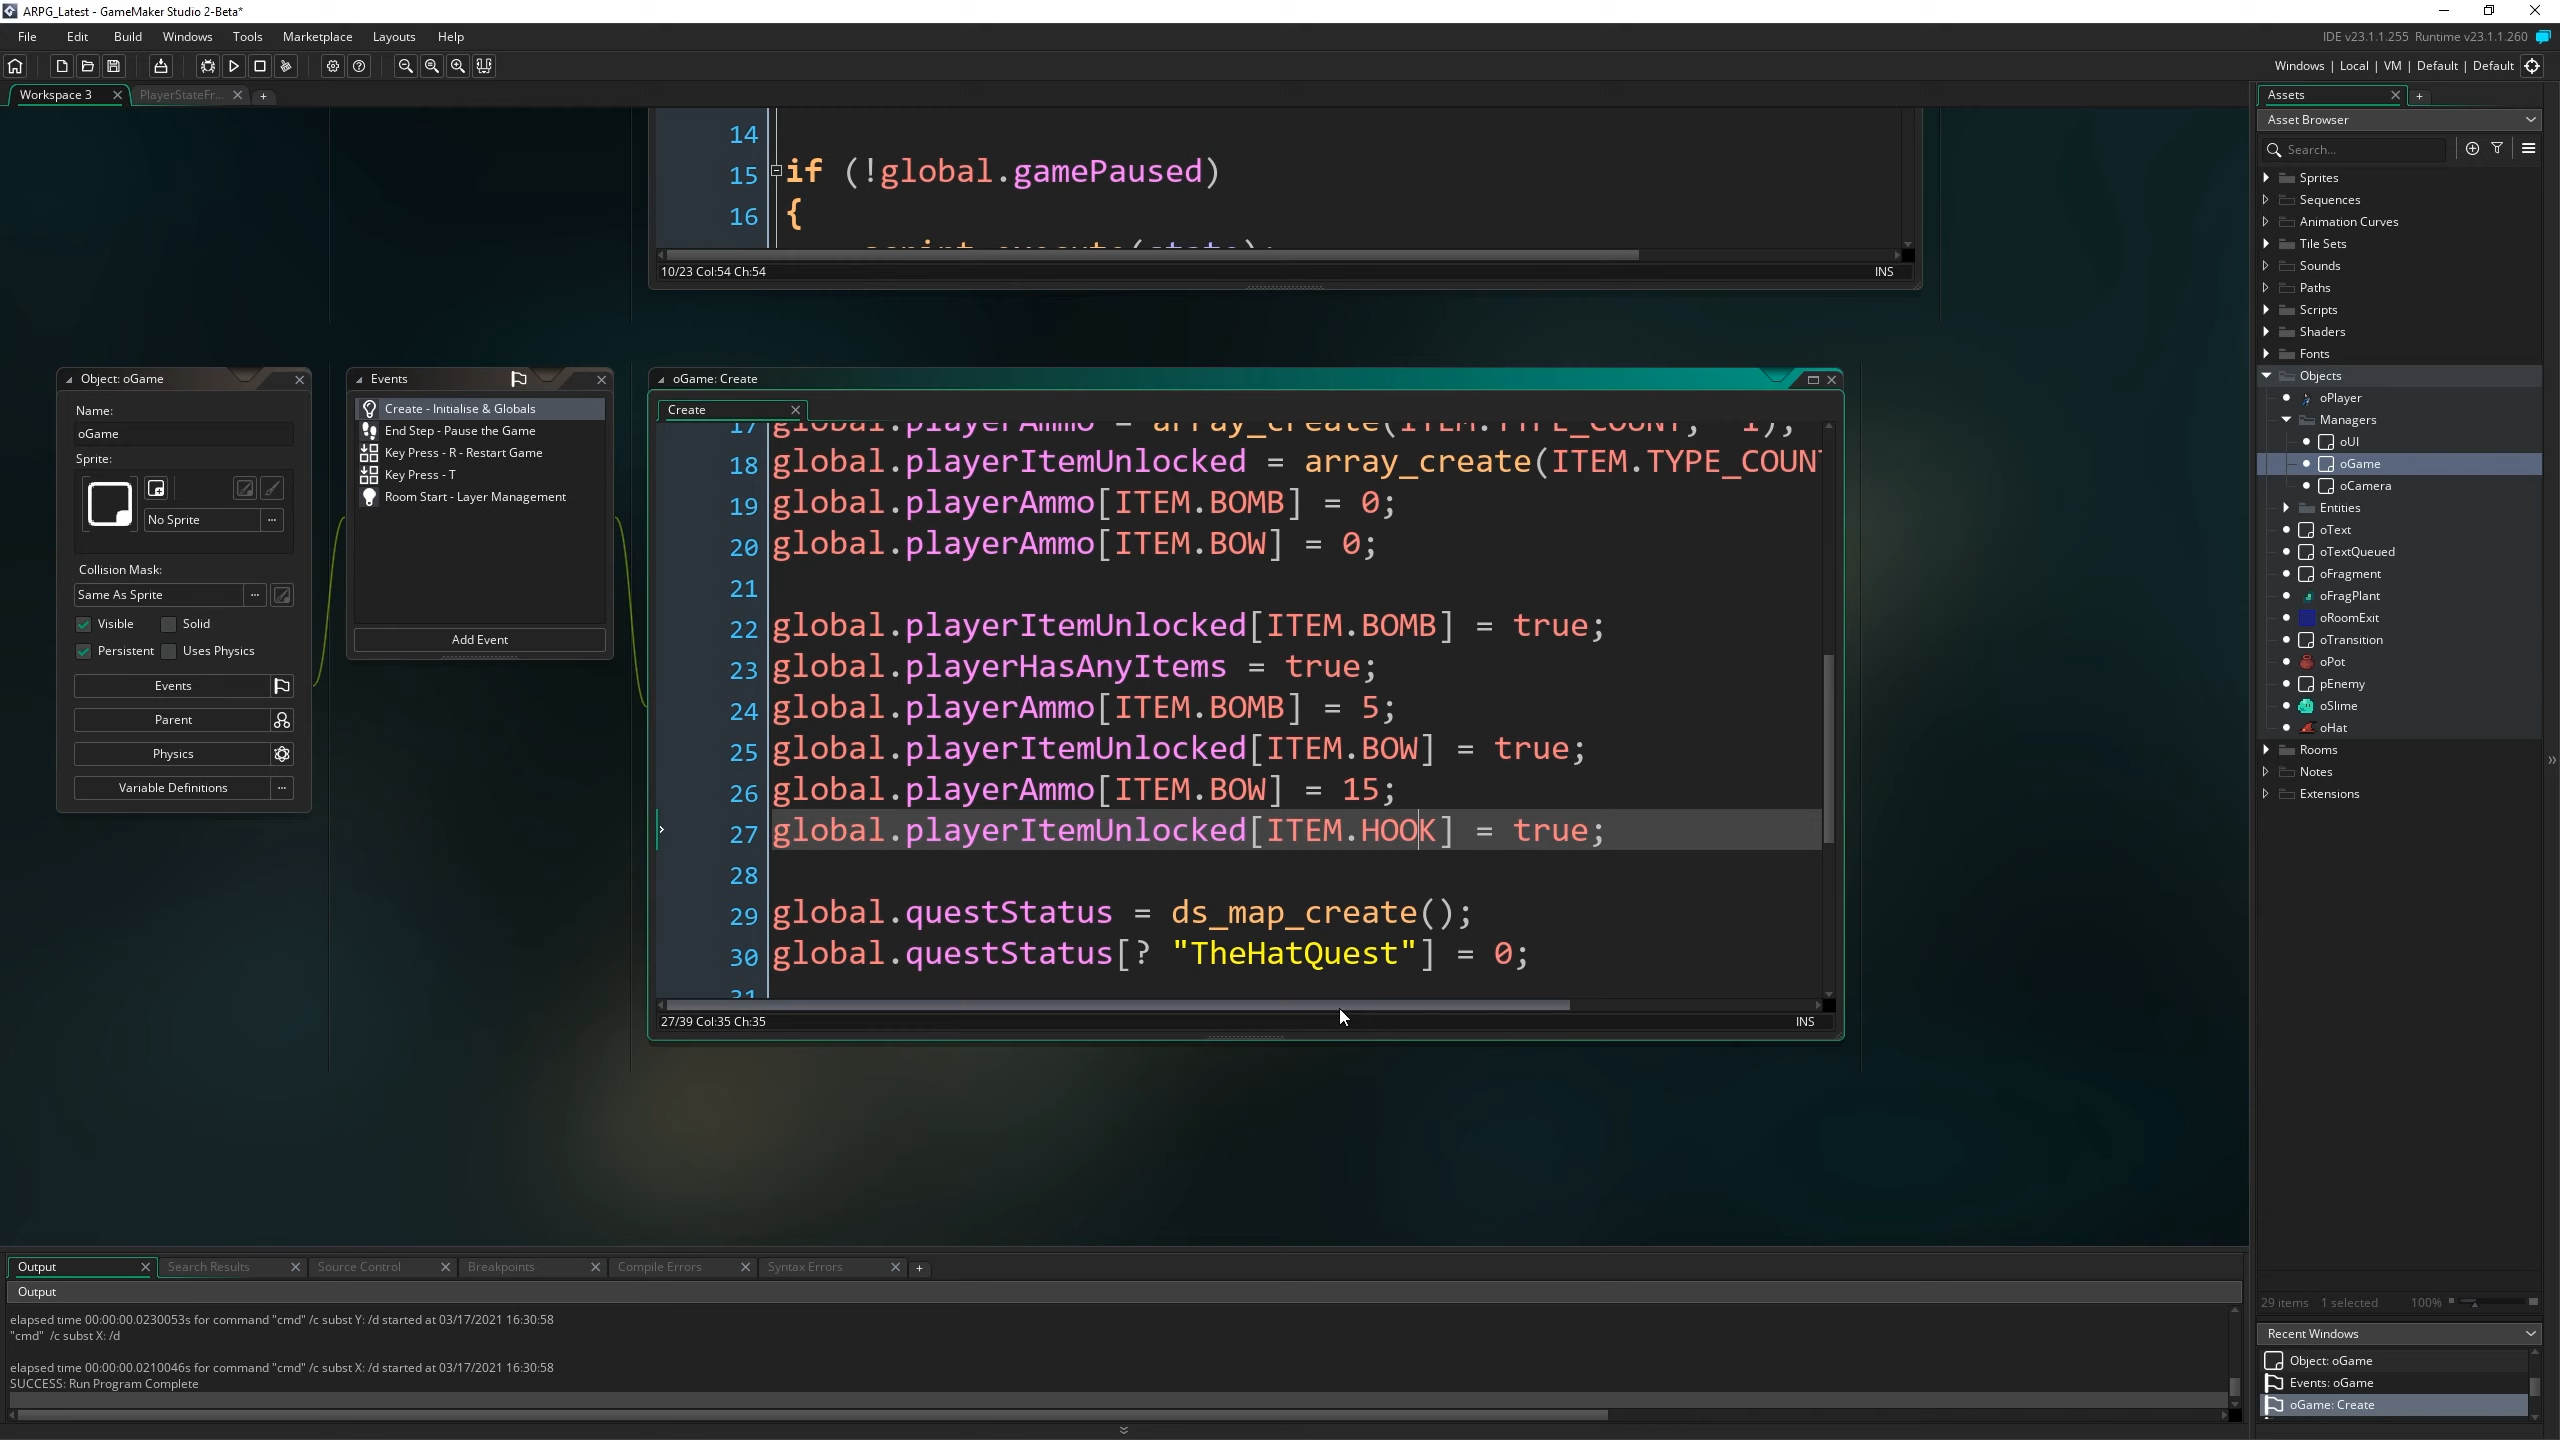 ARPG_Latest - GameMaker Studio 2-Beta*
File Edit Build Windows Tools Marketplace Layouts Help
IDE v23.1.1.255 Runtime v23.1.1.260
Windows | Local | VM | Default | Default
Workspace 3
PlayerStateFr...
14
15 if (!global.gamePaused)
16 {
script_execute(state);
10/23 Col:54 Ch:54
INS
Object: oGame
Name:
oGame
Sprite:
No Sprite
Collision Mask:
Same As Sprite
Visible
Solid
Persistent
Uses Physics
Events
Parent
Physics
Variable Definitions
Events
Create - Initialise & Globals
End Step - Pause the Game
Key Press - R - Restart Game
Key Press - T
Room Start - Layer Management
Add Event
oGame: Create
Create
17 global.playerAmmo = array_create(ITEM.TYPE_COUNT, -1);
18 global.playerItemUnlocked = array_create(ITEM.TYPE_COUNT
19 global.playerAmmo[ITEM.BOMB] = 0;
20 global.playerAmmo[ITEM.BOW] = 0;
21
22 global.playerItemUnlocked[ITEM.BOMB] = true;
23 global.playerHasAnyItems = true;
24 global.playerAmmo[ITEM.BOMB] = 5;
25 global.playerItemUnlocked[ITEM.BOW] = true;
26 global.playerAmmo[ITEM.BOW] = 15;
27 global.playerItemUnlocked[ITEM.HOOK] = true;
28
29 global.questStatus = ds_map_create();
30 global.questStatus[? "TheHatQuest"] = 0;
31
27/39 Col:35 Ch:35
INS
Assets
Asset Browser
Search...
Sprites
Sequences
Animation Curves
Tile Sets
Sounds
Paths
Scripts
Shaders
Fonts
Objects
oPlayer
Managers
oUI
oGame
oCamera
Entities
oText
oTextQueued
oFragment
oFragPlant
oRoomExit
oTransition
oPot
pEnemy
oSlime
oHat
Rooms
Notes
Extensions
29 items 1 selected 100%
Recent Windows
Object: oGame
Events: oGame
oGame: Create
Output
Search Results
Source Control
Breakpoints
Compile Errors
Syntax Errors
Output
elapsed time 00:00:00.0230053s for command "cmd" /c subst Y: /d started at 03/17/2021 16:30:58
"cmd" /c subst X: /d
elapsed time 00:00:00.0210046s for command "cmd" /c subst X: /d started at 03/17/2021 16:30:58
SUCCESS: Run Program Complete